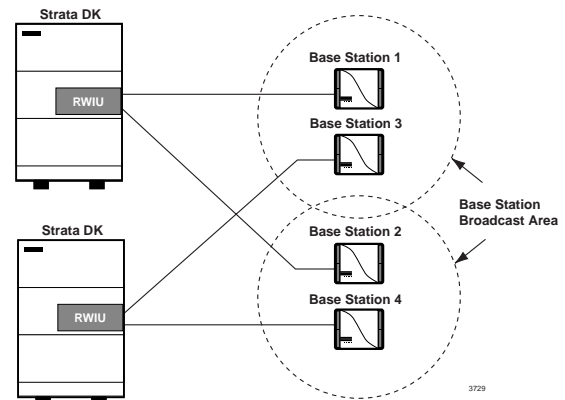 Strata DK
RWIU
Base Station 1
Base Station 3
Base Station
Broadcast Area
Strata DK
RWIU
Base Station 2
Base Station 4
3729